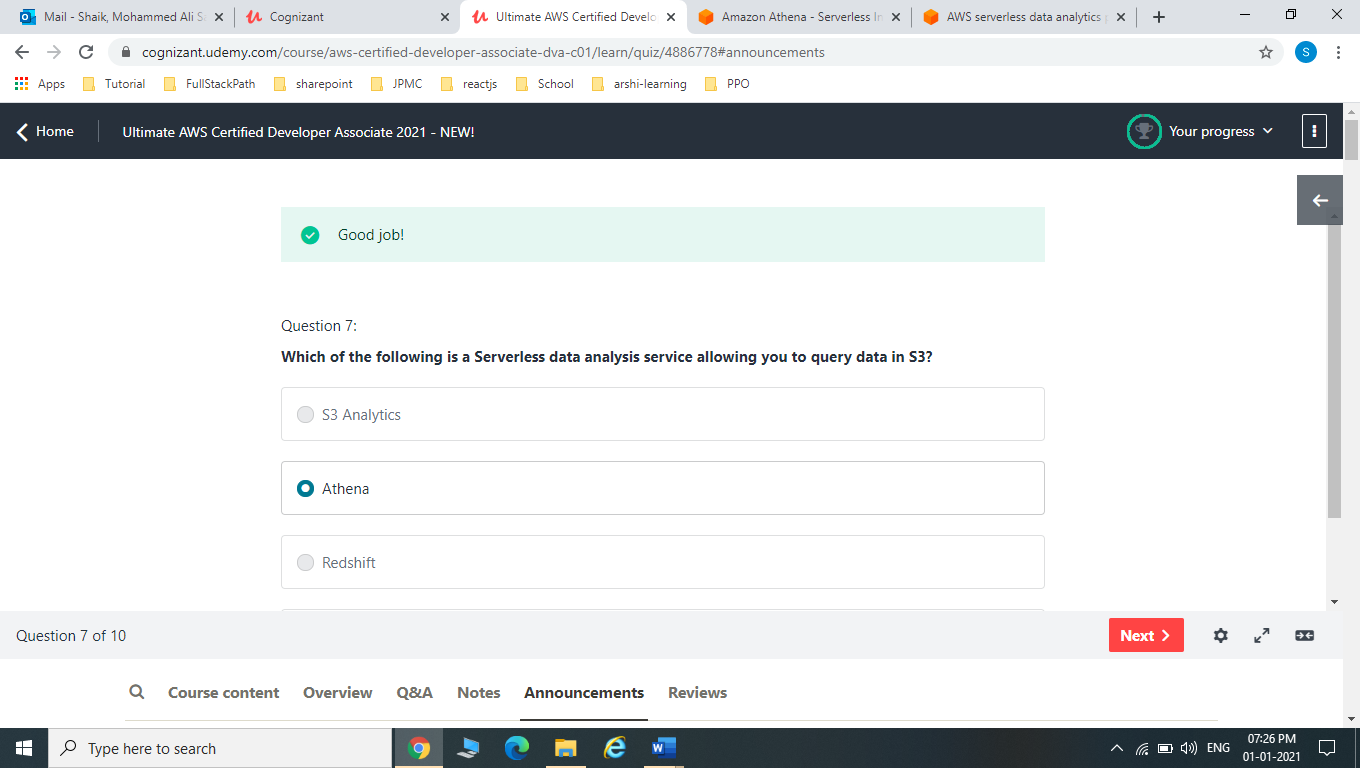 Mail - Shaik, Mohammed Ali S
Cognizant
Ultimate AWS Certified Develo
Amazon Athena - Serverless In
AWS serverless data analytics
cognizant.udemy.com/course/aws-certified-developer-associate-dva-c01/learn/quiz/4886778#announcements
S
Apps Tutorial FullStackPath sharepoint JPMC reactjs School arshi-learning PPO
Home
Ultimate AWS Certified Developer Associate 2021 - NEW!
Your progress
Good job!
Question 7:
Which of the following is a Serverless data analysis service allowing you to query data in S3?
S3 Analytics
Athena
Redshift
Question 7 of 10
Next
Course content Overview Q&A Notes Announcements Reviews
Type here to search
ENG
07:26 PM
01-01-2021